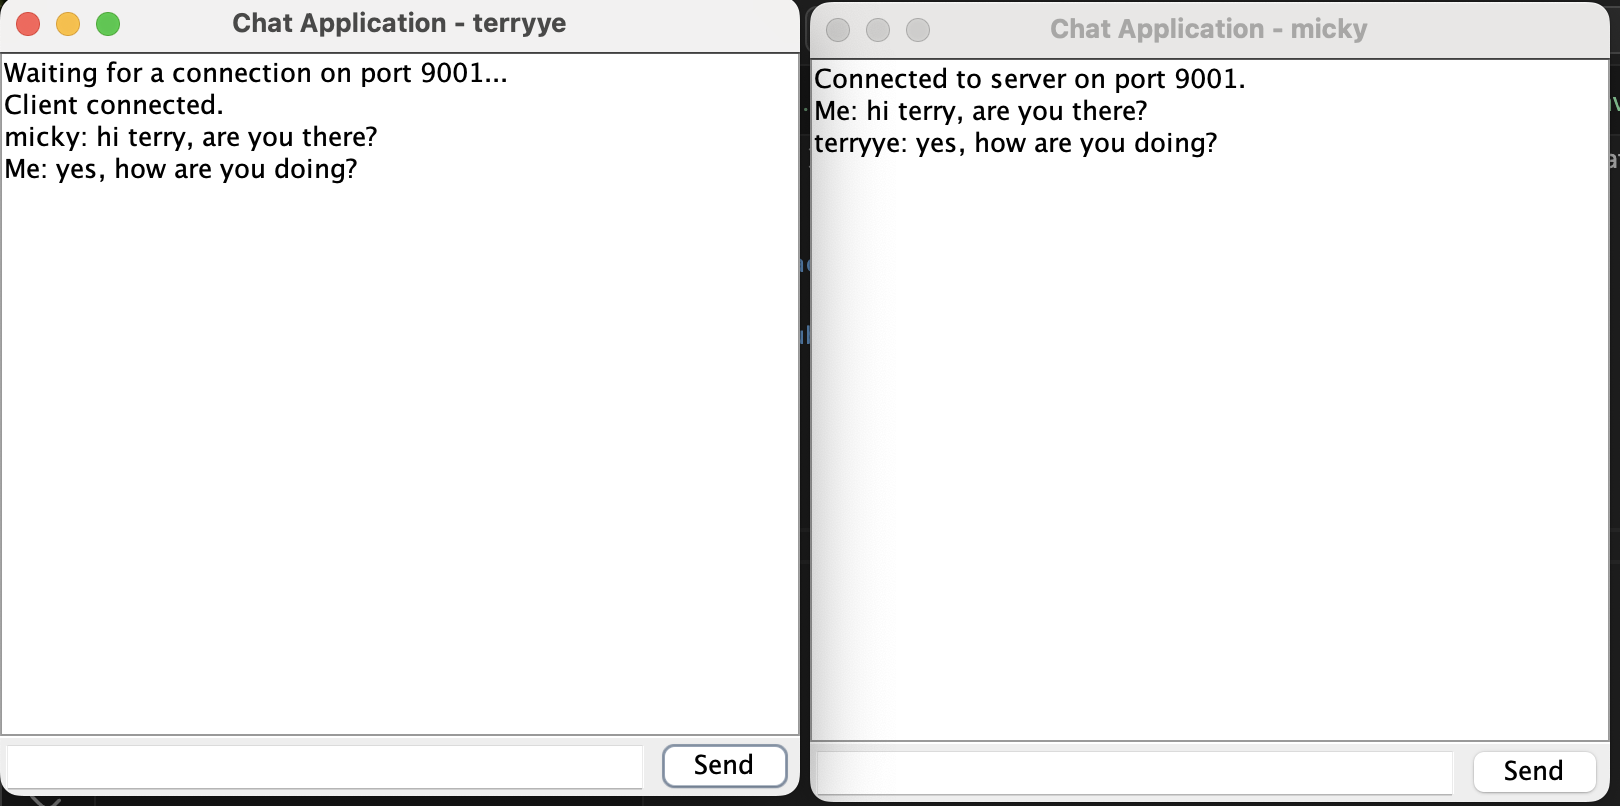 Chat Application - terryye
Waiting for a connection on port 9001...
Client connected.
micky: hi terry, are you there?
Me: yes, how are you doing?
Send
Chat Application - micky
Connected to server on port 9001.
Me: hi terry, are you there?
terryye: yes, how are you doing?
Send